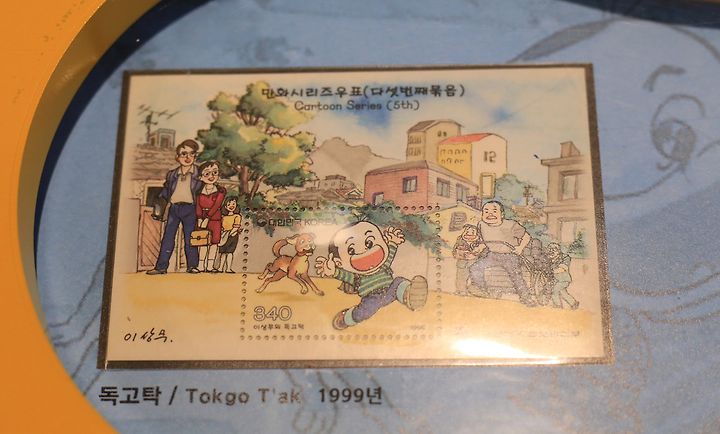 만화시리즈우표(다섯번째묶음)
Cartoon Series (5th)
12
대한민국 KOREA
340
이상무의 독고탁
이상무.
독고탁 / Tokgo T'ak 1999년